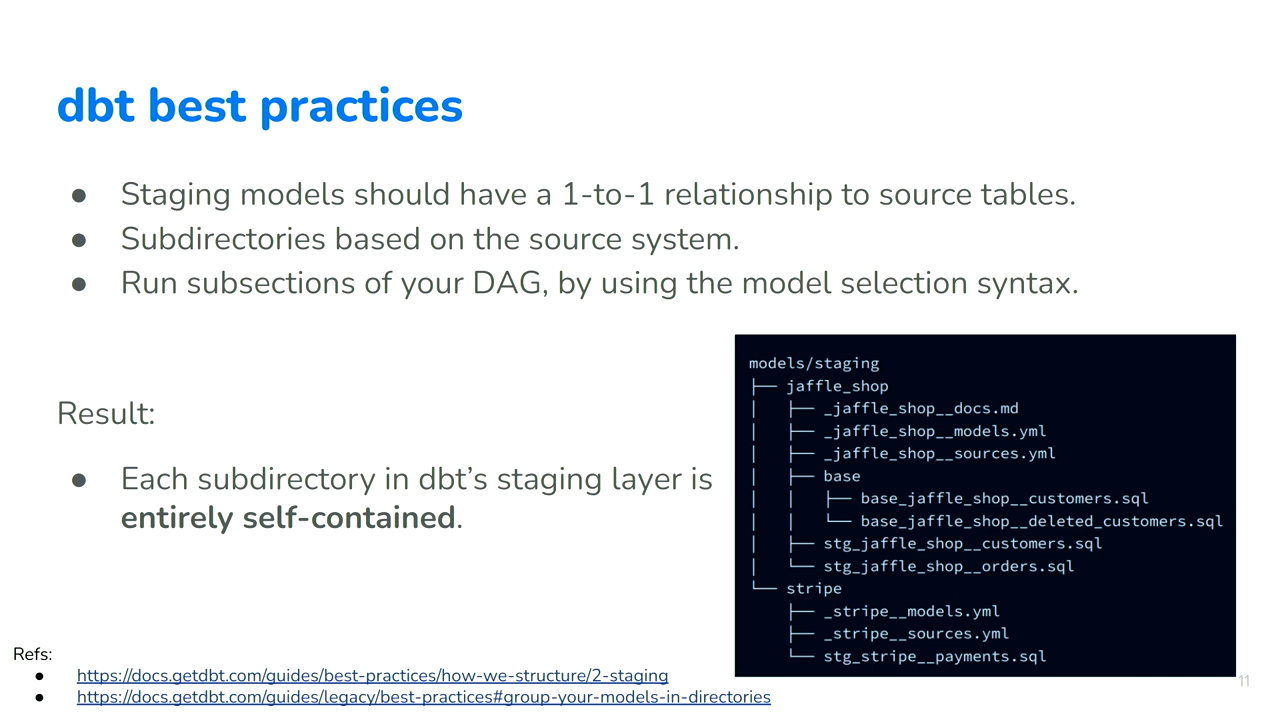 dbt best practices
● Staging models should have a 1-to-1 relationship to source tables.
● Subdirectories based on the source system.
● Run subsections of your DAG, by using the model selection syntax.
Result:
● Each subdirectory in dbt’s staging layer is
entirely self-contained.
models/staging
├── jaffle_shop
│   ├── _jaffle_shop__docs.md
│   ├── _jaffle_shop__models.yml
│   ├── _jaffle_shop__sources.yml
│   ├── base
│   │   ├── base_jaffle_shop__customers.sql
│   │   └── base_jaffle_shop__deleted_customers.sql
│   ├── stg_jaffle_shop__customers.sql
│   └── stg_jaffle_shop__orders.sql
└── stripe
    ├── _stripe__models.yml
    ├── _stripe__sources.yml
    └── stg_stripe__payments.sql
Refs:
● https://docs.getdbt.com/guides/best-practices/how-we-structure/2-staging
● https://docs.getdbt.com/guides/legacy/best-practices#group-your-models-in-directories
11